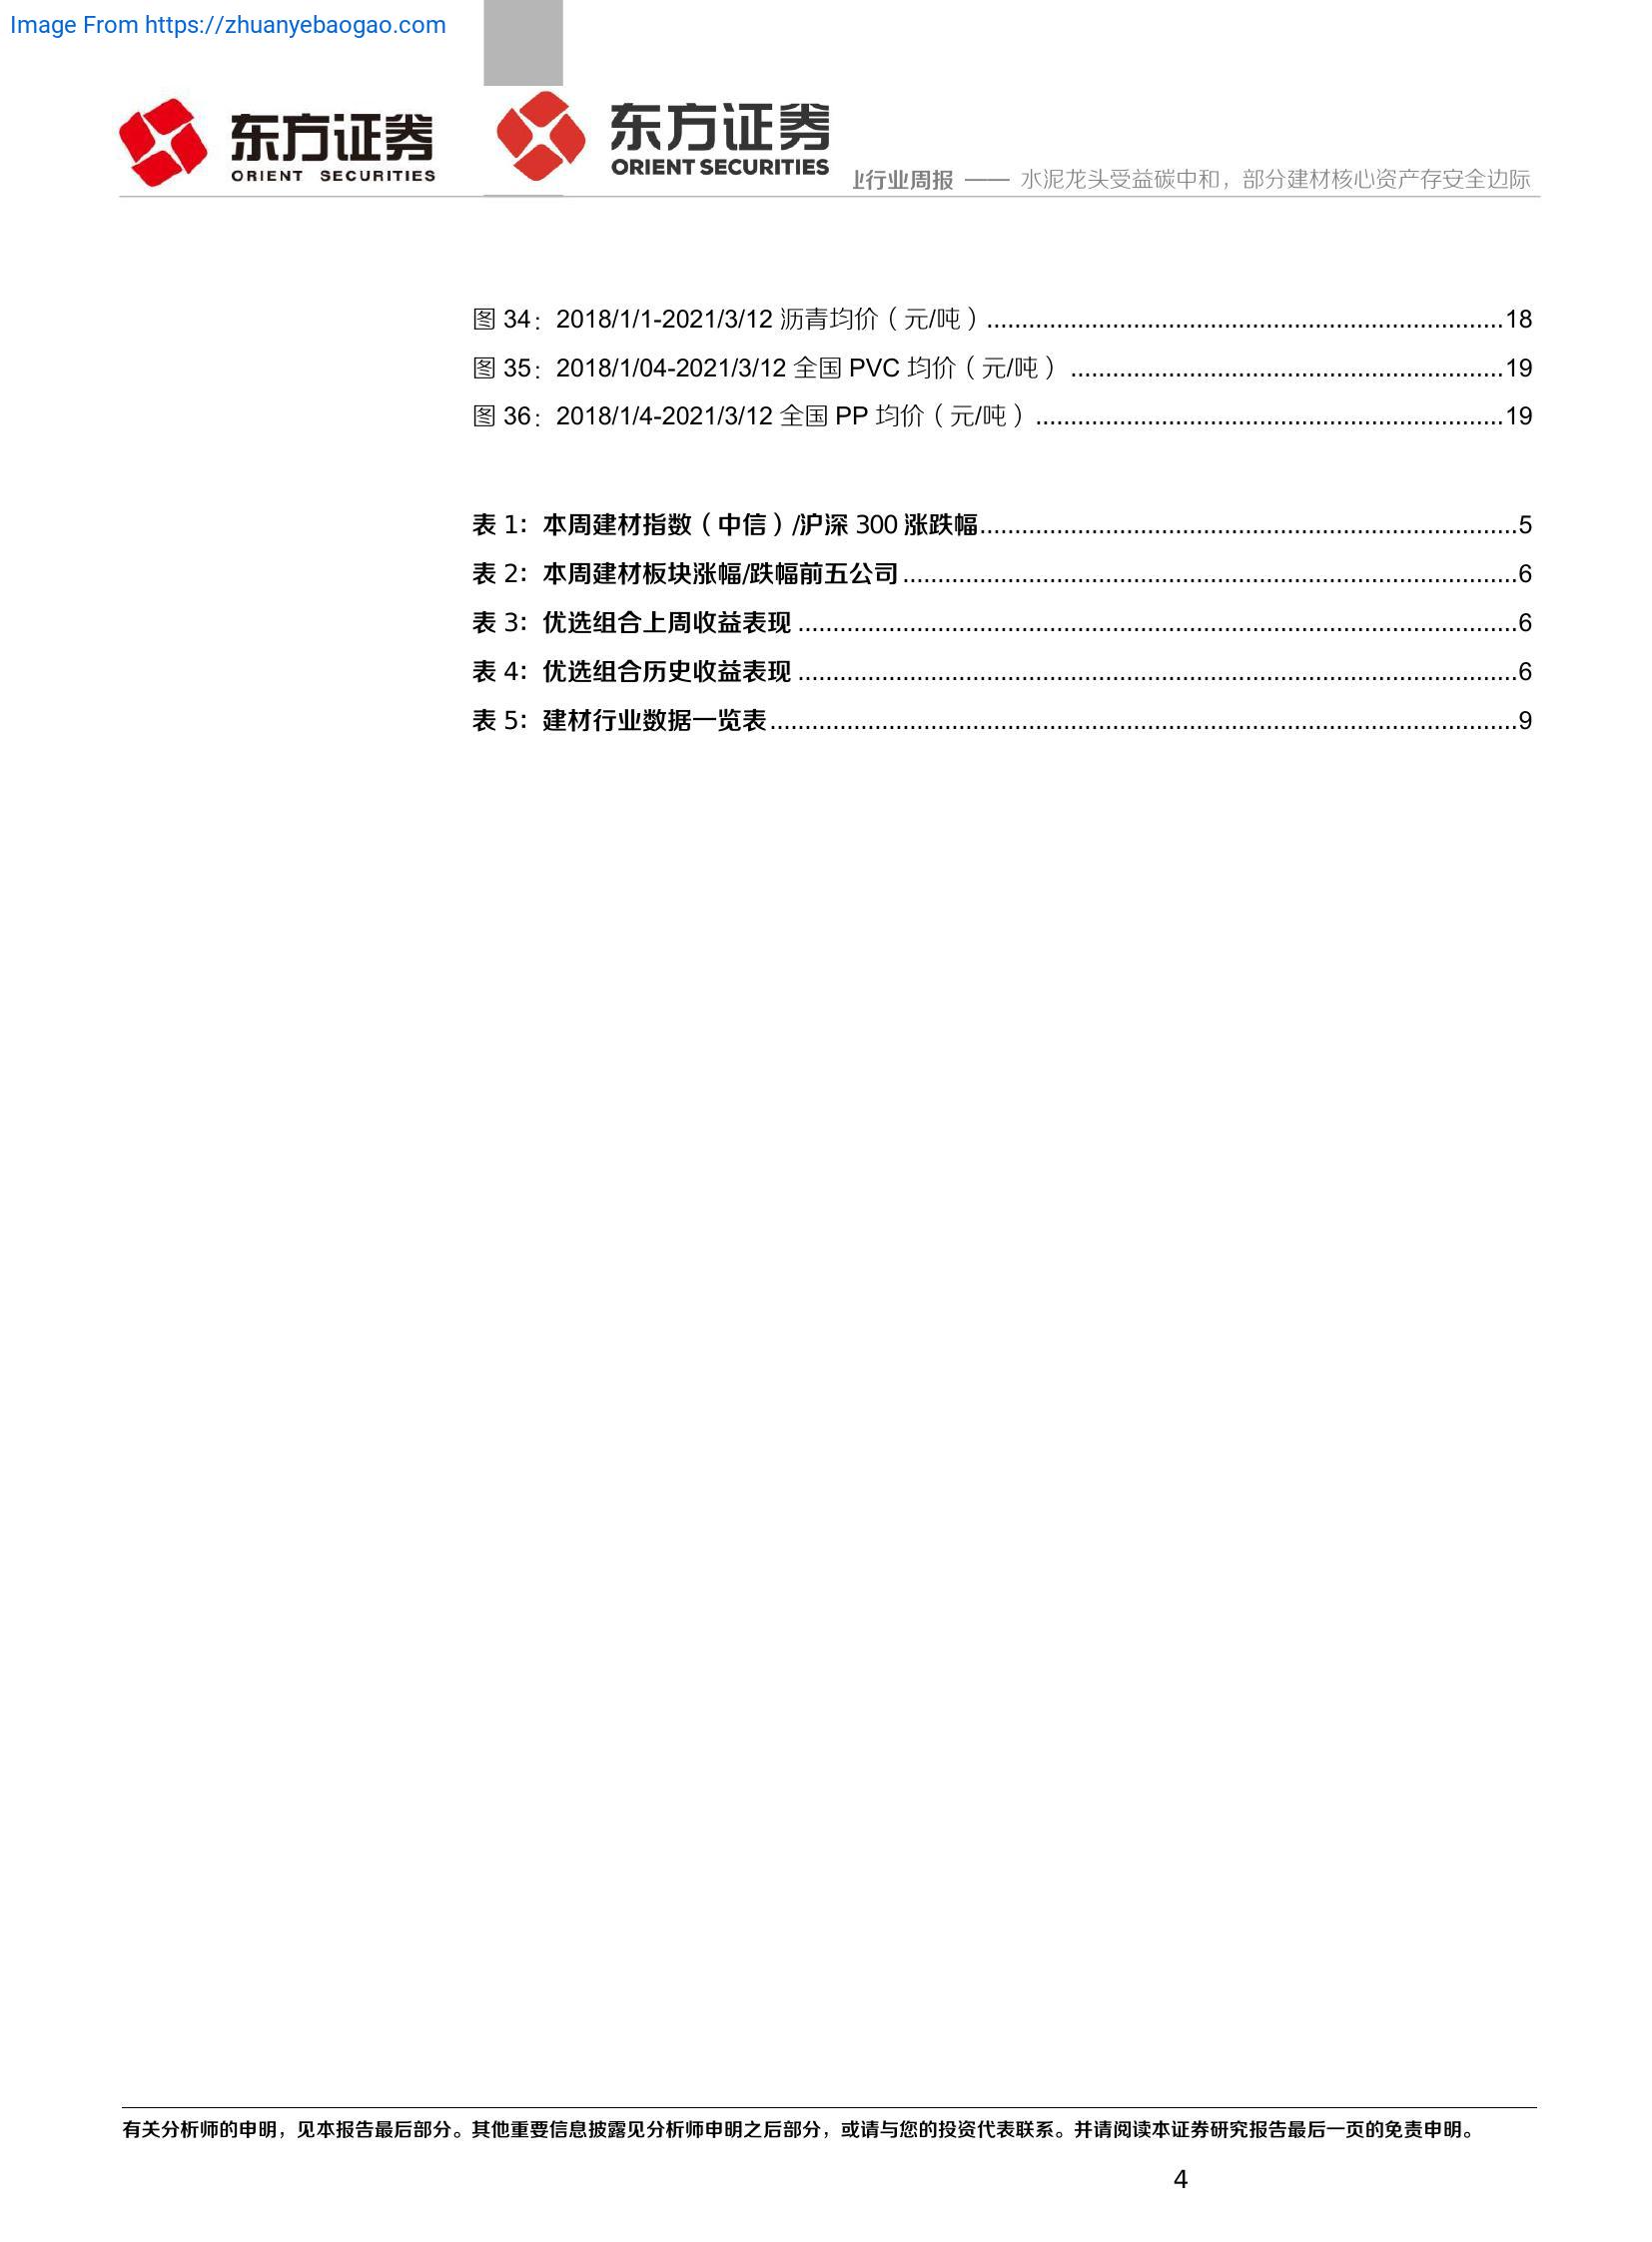 Image From https://zhuanyebaogao.com
东方证券
ORIENT SECURITIES
东方证券
ORIENT SECURITIES
行业周报 —— 水泥龙头受益碳中和，部分建材核心资产存安全边际
图 34：2018/1/1-2021/3/12 沥青均价（元/吨）..........................................................................18
图 35：2018/1/04-2021/3/12 全国 PVC 均价（元/吨） ..............................................................19
图 36：2018/1/4-2021/3/12 全国 PP 均价（元/吨） ...................................................................19
表 1：本周建材指数（中信）/沪深 300 涨跌幅.............................................................................5
表 2：本周建材板块涨幅/跌幅前五公司........................................................................................6
表 3：优选组合上周收益表现 .......................................................................................................6
表 4：优选组合历史收益表现 .......................................................................................................6
表 5：建材行业数据一览表...........................................................................................................9
有关分析师的申明，见本报告最后部分。其他重要信息披露见分析师申明之后部分，或请与您的投资代表联系。并请阅读本证券研究报告最后一页的免责申明。
4